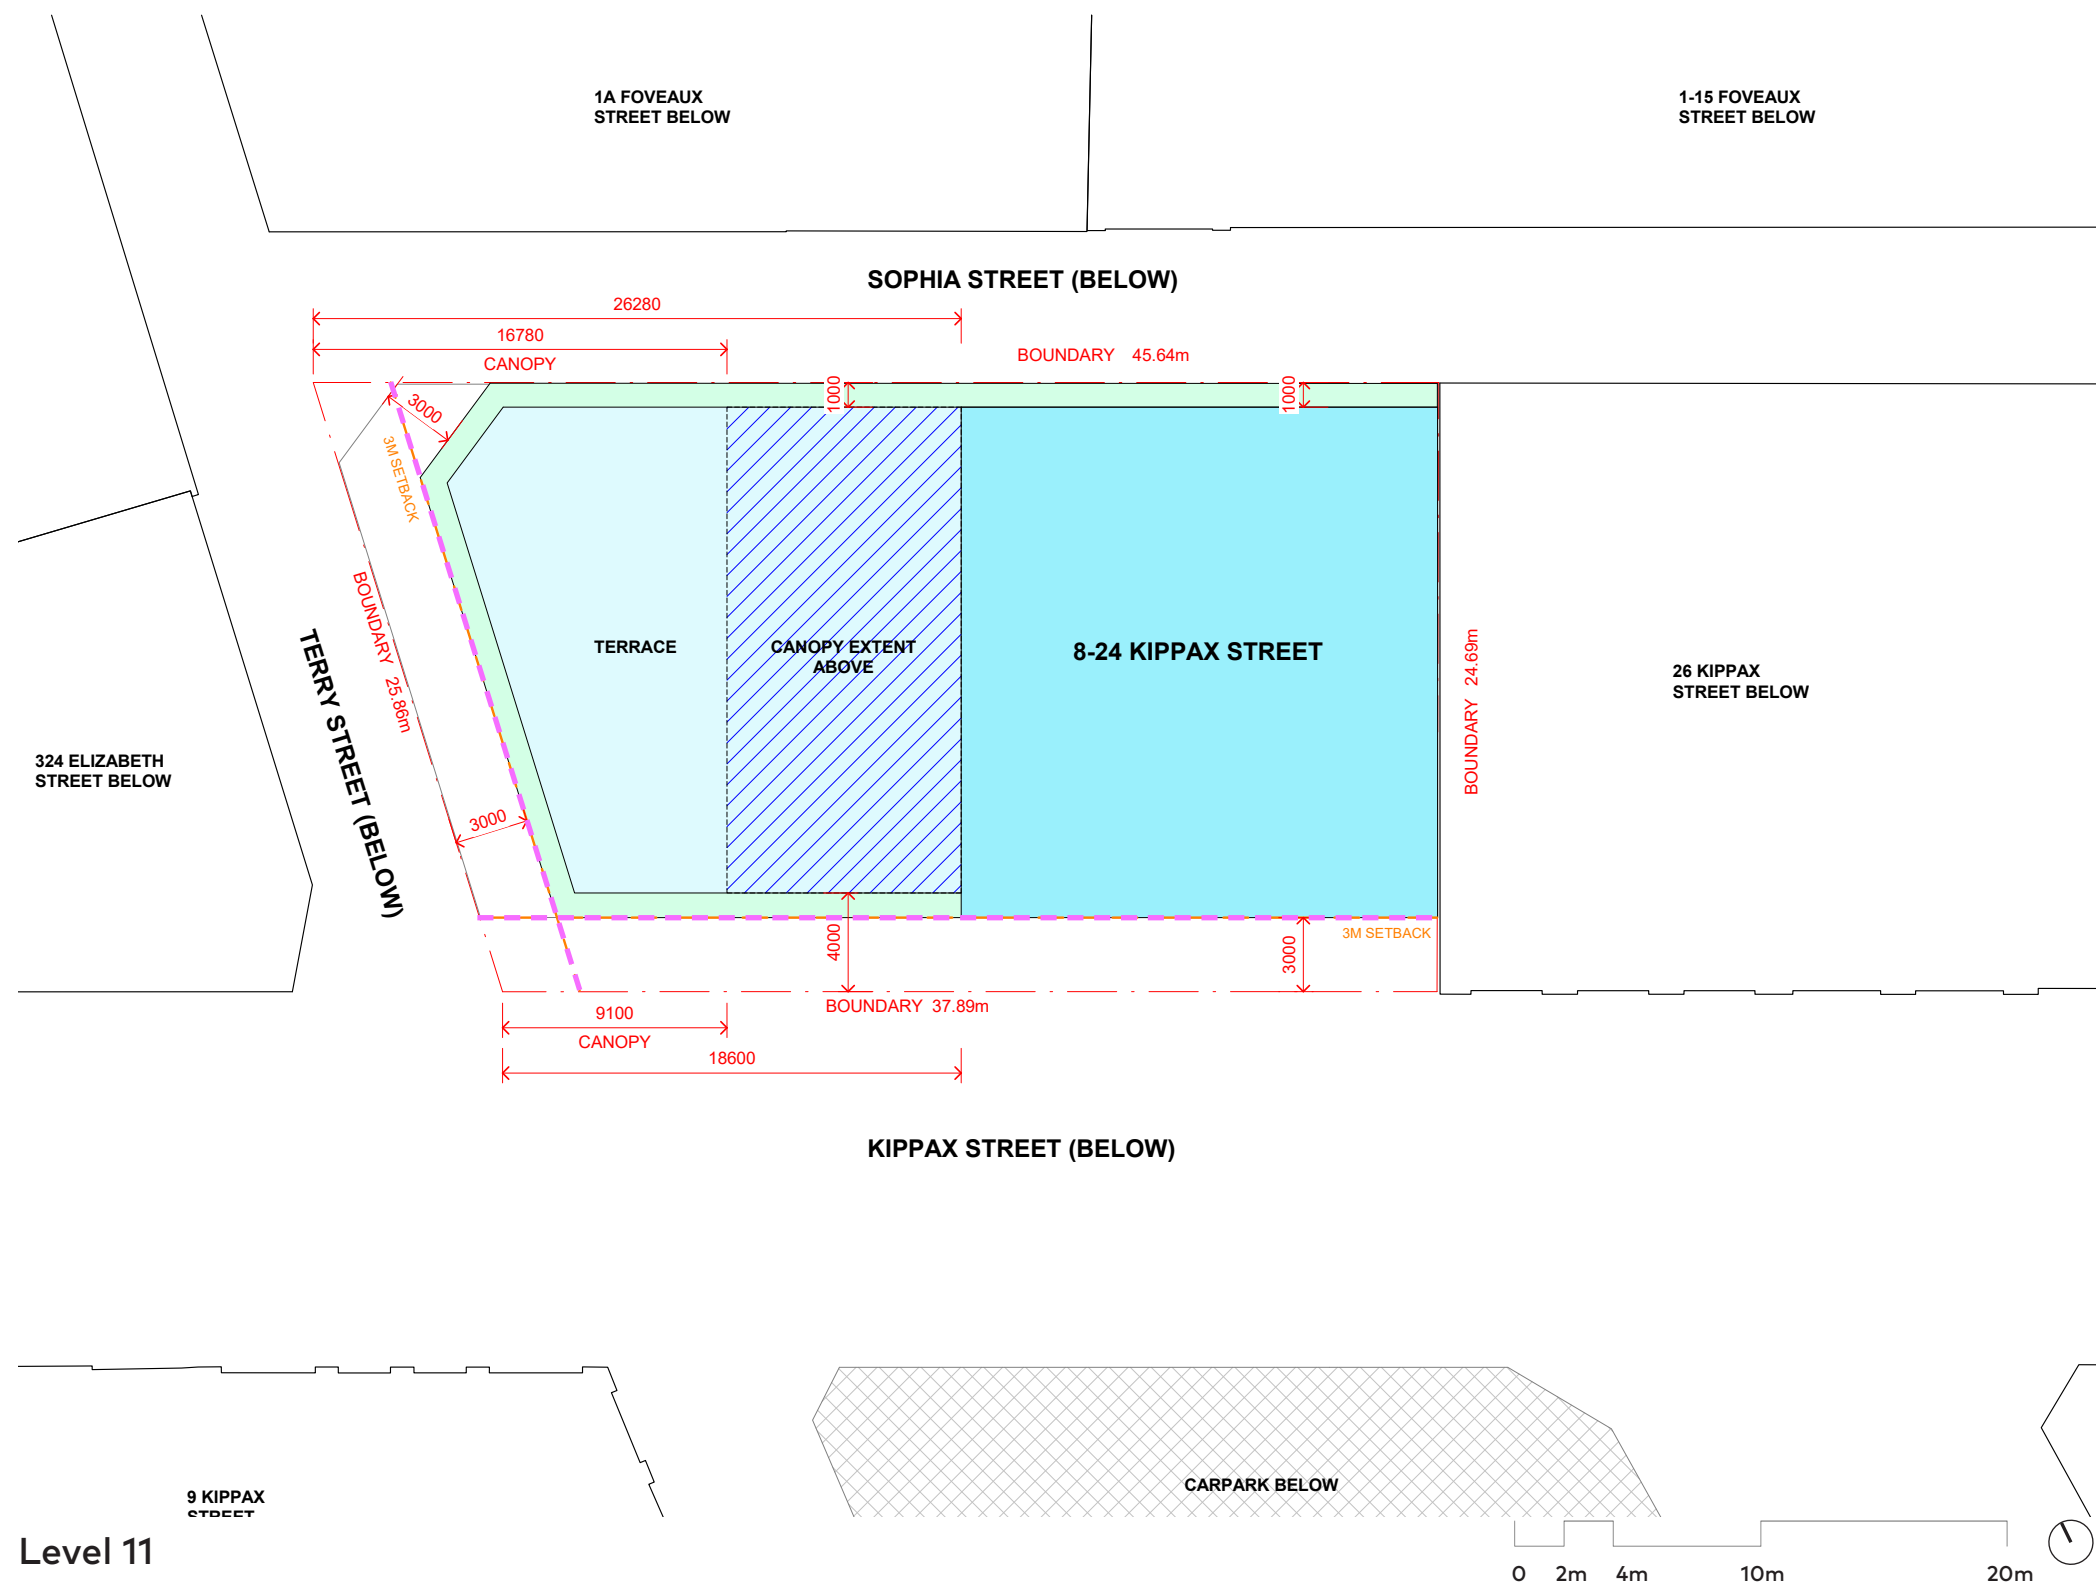 1A FOVEAUX
STREET BELOW
1-15 FOVEAUX
STREET BELOW
SOPHIA STREET (BELOW)
26280
16780
CANOPY
BOUNDARY 45.64m
1000
1000
3000
3M SETBACK
BOUNDARY 25.86m
TERRY STREET (BELOW)
TERRACE
CANOPY EXTENT
ABOVE
8-24 KIPPAX STREET
BOUNDARY 24.69m
26 KIPPAX
STREET BELOW
324 ELIZABETH
STREET BELOW
3000
4000
3000
3M SETBACK
BOUNDARY 37.89m
9100
CANOPY
18600
KIPPAX STREET (BELOW)
CARPARK BELOW
9 KIPPAX
STREET
Level 11
0 2m 4m 10m 20m